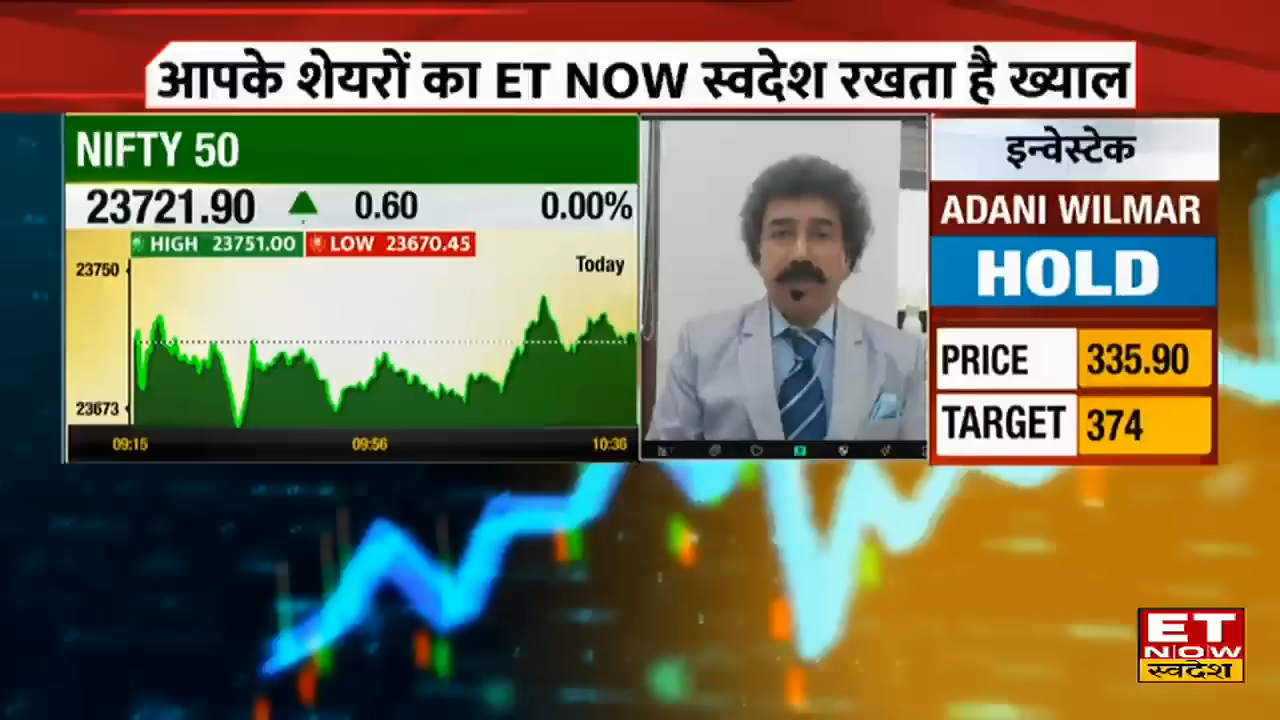 आपके शेयरों का ET NOW स्वदेश रखता है ख्याल
NIFTY 50
23721.90 0.60 0.00%
HIGH 23751.00 LOW 23670.45
Today
23750
23673
09:15 09:56 10:36
इन्वेस्टेक
ADANI WILMAR
HOLD
PRICE 335.90
TARGET 374
ET
NOW
स्वदेश